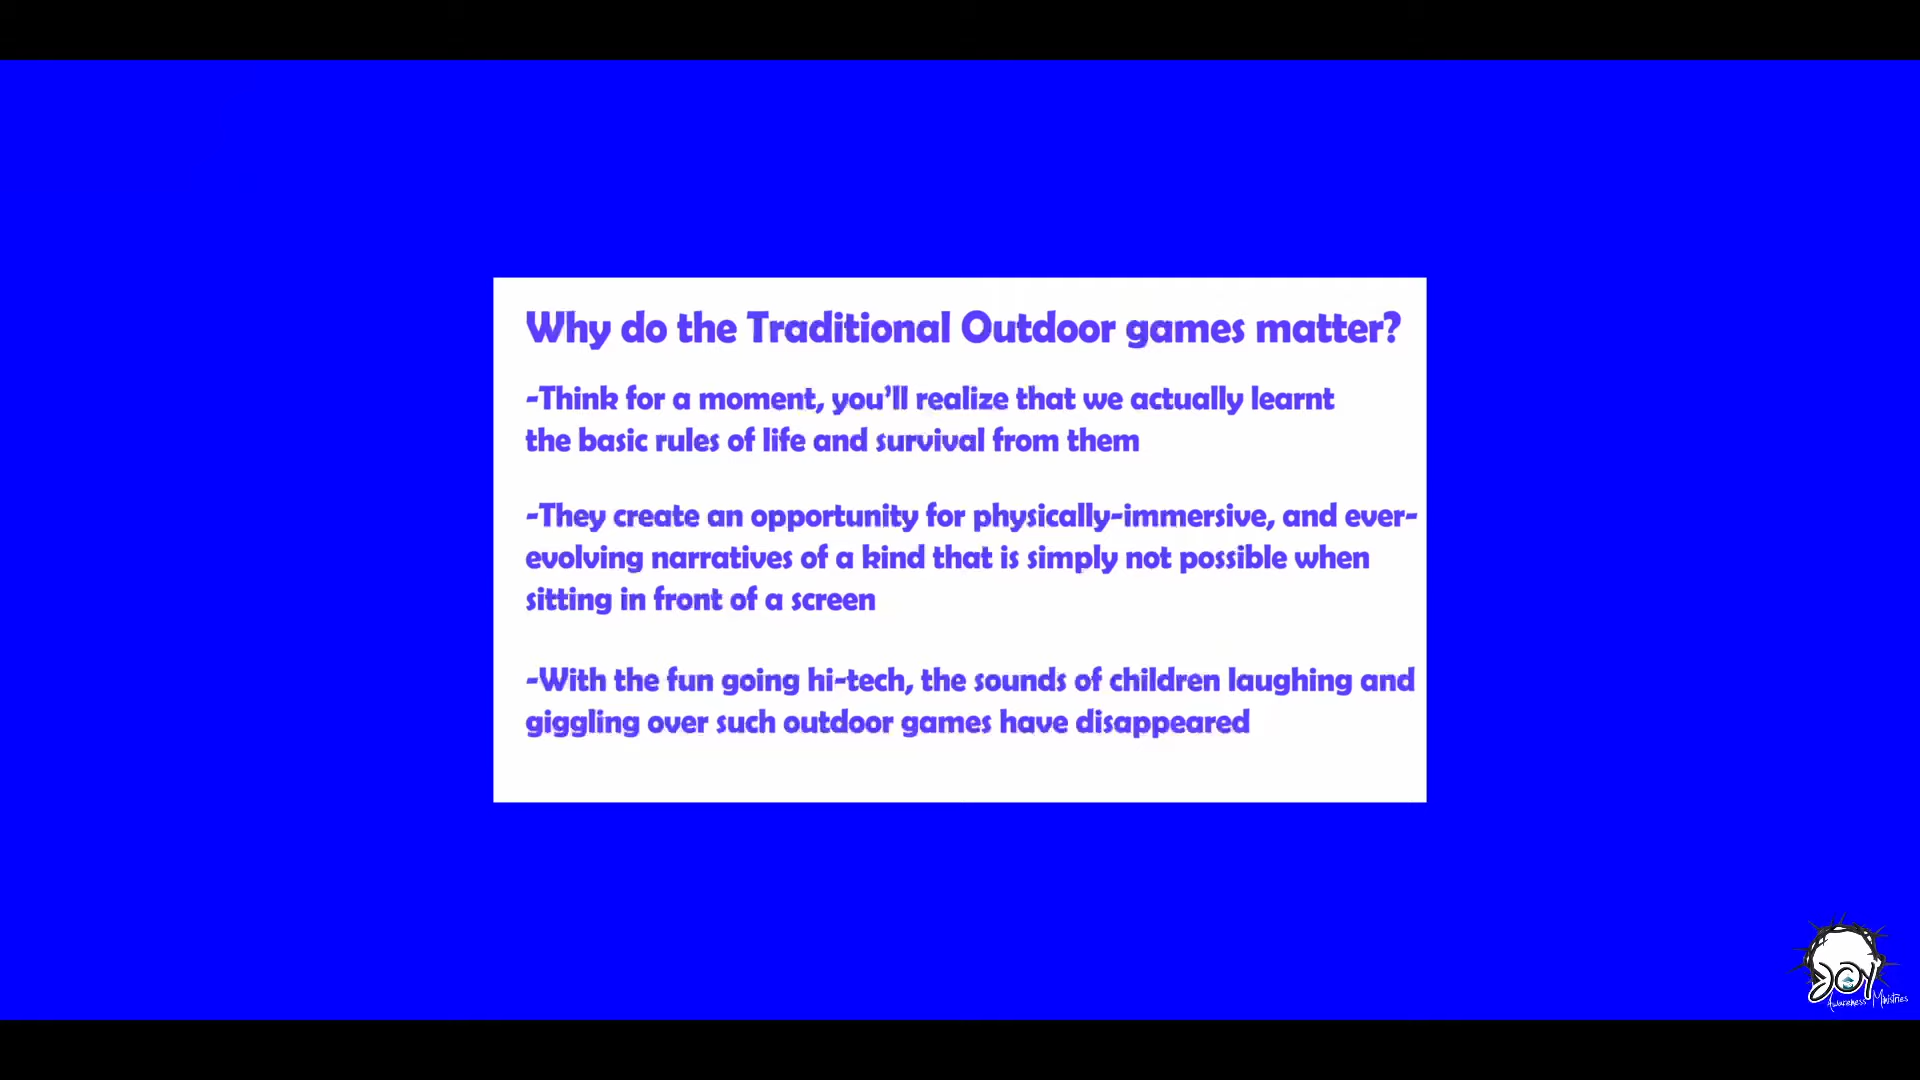 Why do the Traditional Outdoor games matter?
-Think for a moment, you'll realize that we actually learnt
the basic rules of life and survival from them
-They create an opportunity for physically-immersive, and ever-
evolving narratives of a kind that is simply not possible when
sitting in front of a screen
-With the fun going hi-tech, the sounds of children laughing and
giggling over such outdoor games have disappeared
JOY
Awareness Ministries